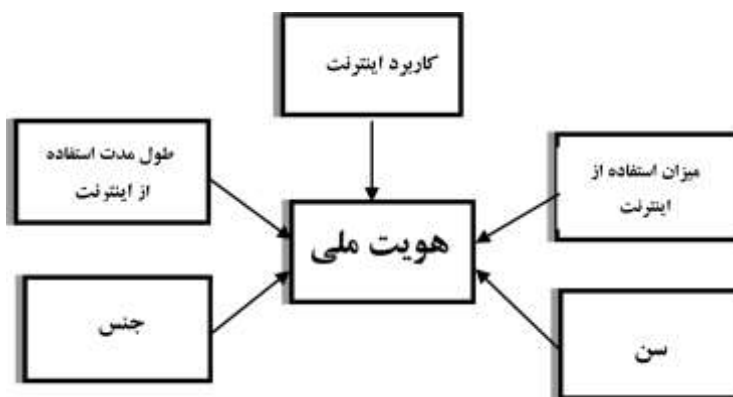 کاربرد اینترنت
میزان استفاده از
اینترنت
طول مدت استفاده
از اینترنت
هویت ملی
سن
جنس